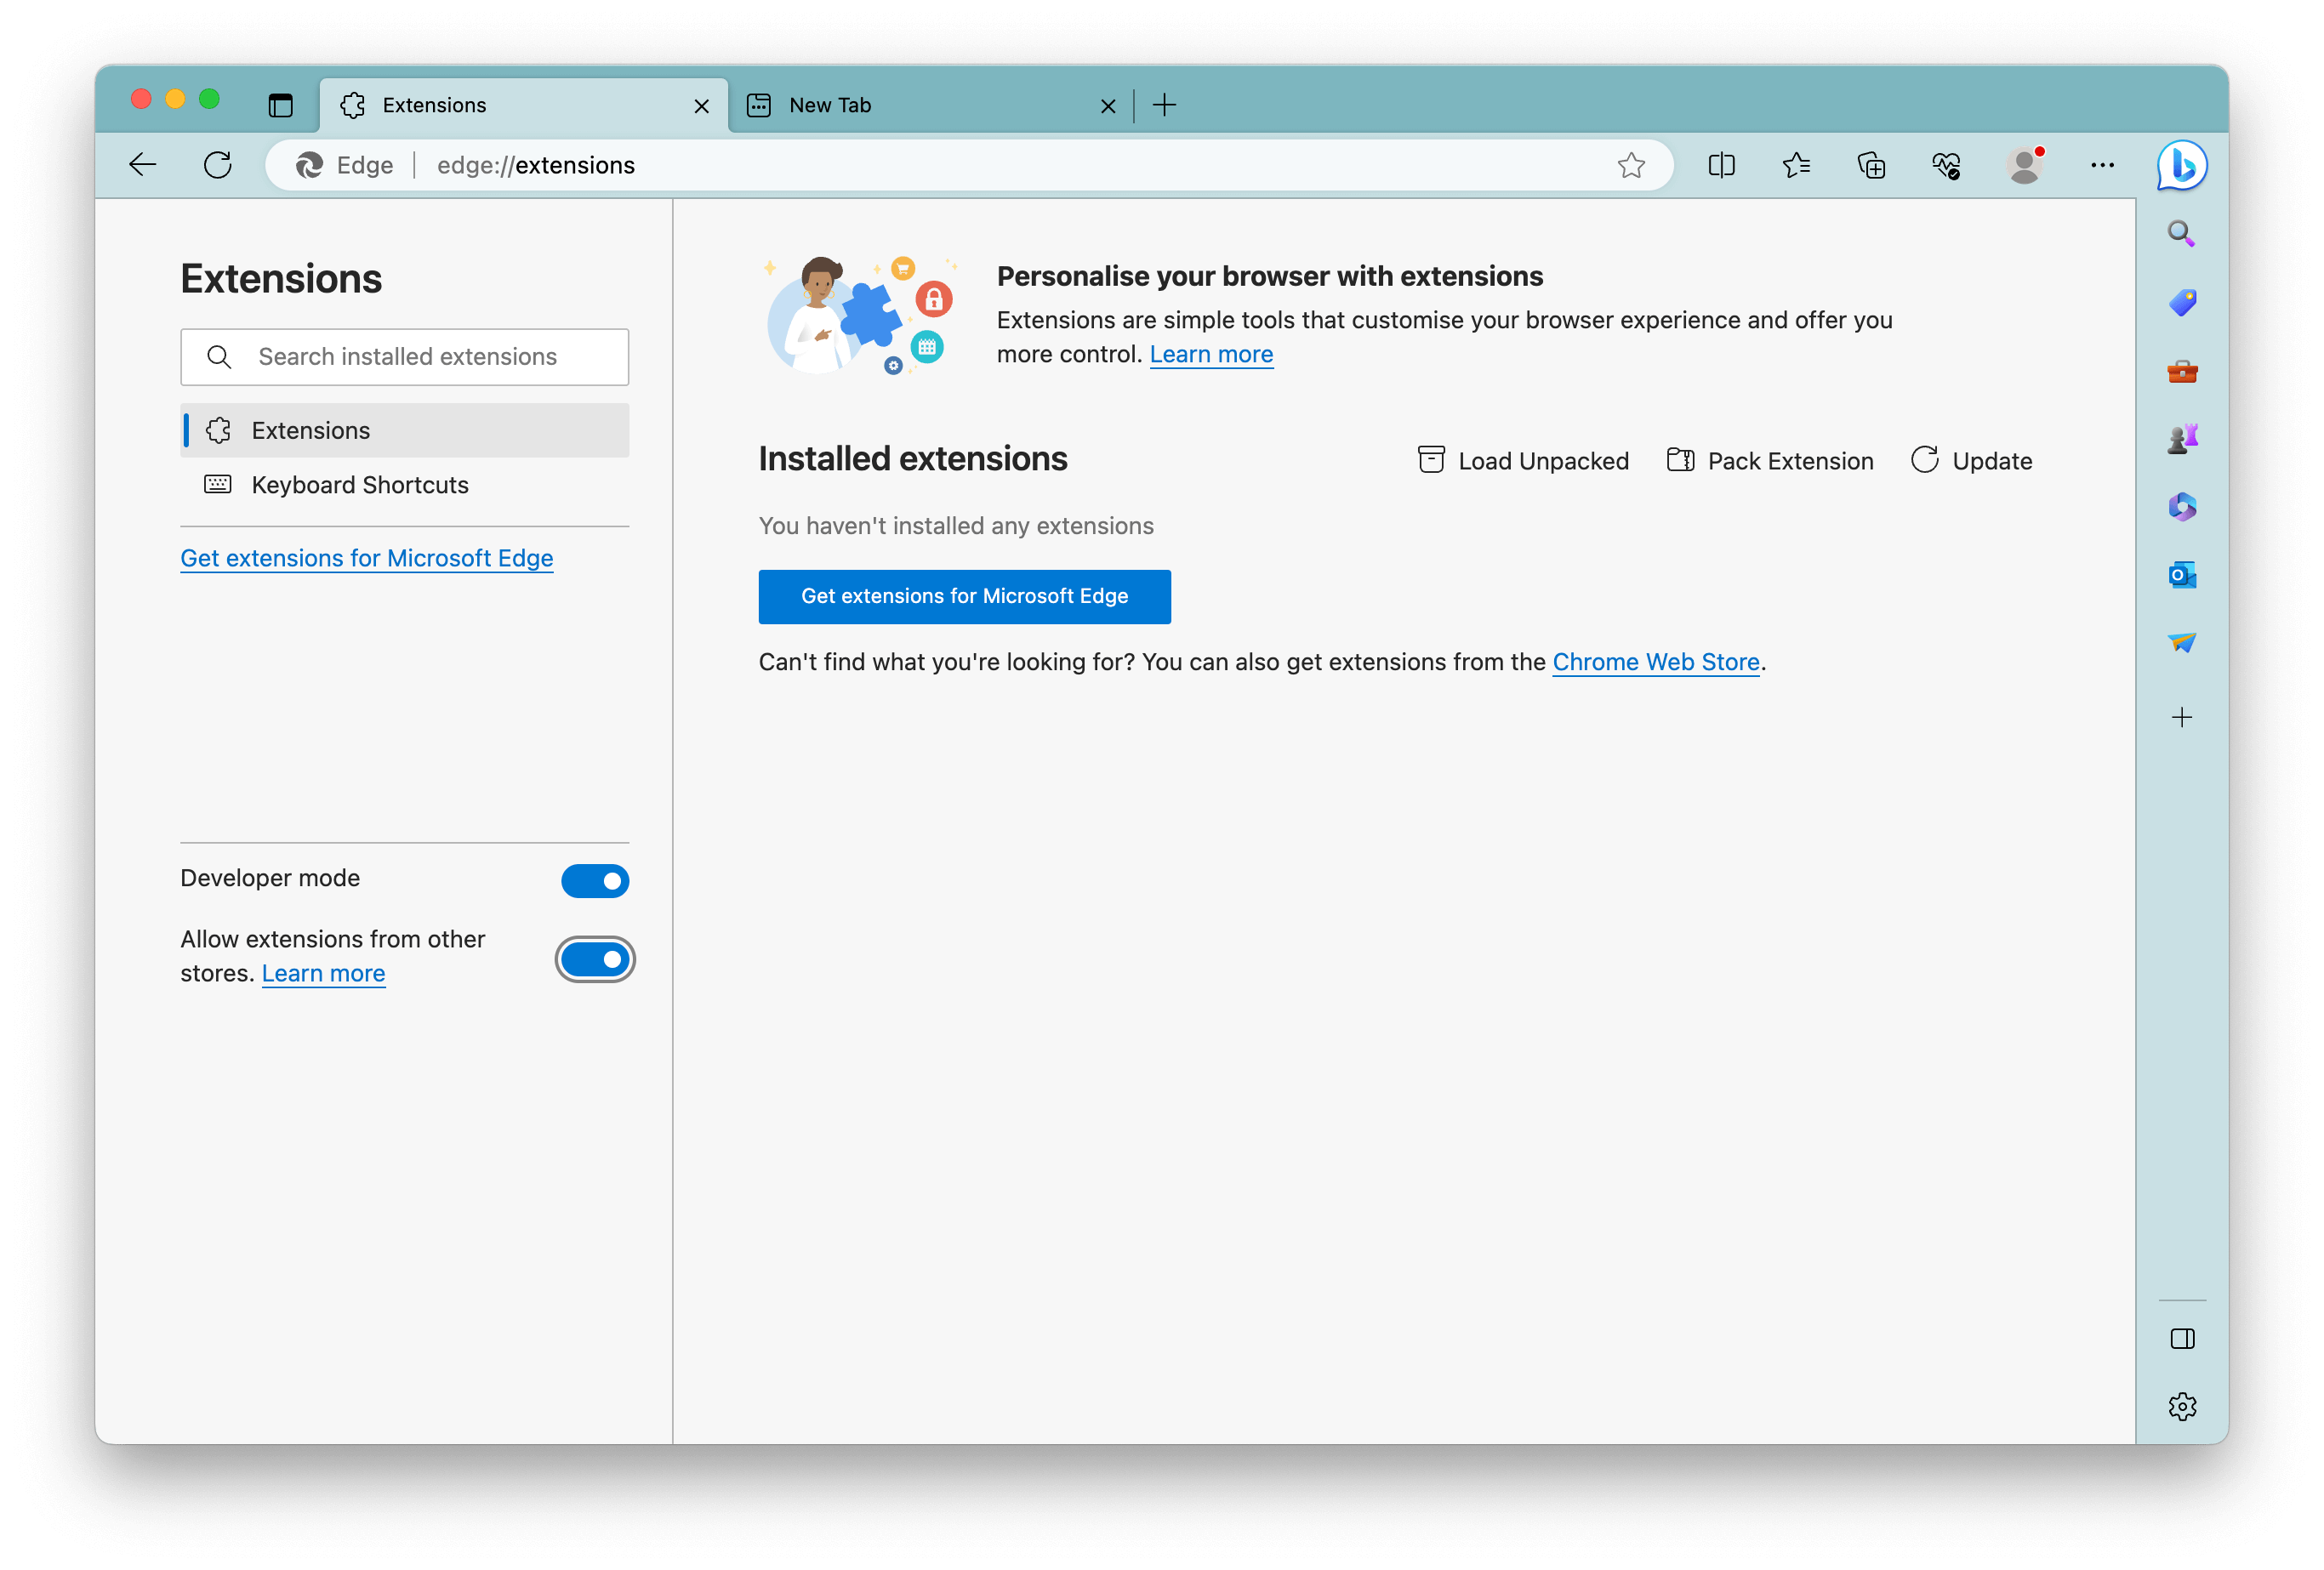 Extensions
New Tab
Edge
edge://extensions
Extensions
Search installed extensions
Extensions
Keyboard Shortcuts
Get extensions for Microsoft Edge
Developer mode
Allow extensions from other
stores. Learn more
Personalise your browser with extensions
Extensions are simple tools that customise your browser experience and offer you
more control. Learn more
Installed extensions
Load Unpacked
Pack Extension
Update
You haven't installed any extensions
Get extensions for Microsoft Edge
Can't find what you're looking for? You can also get extensions from the Chrome Web Store.